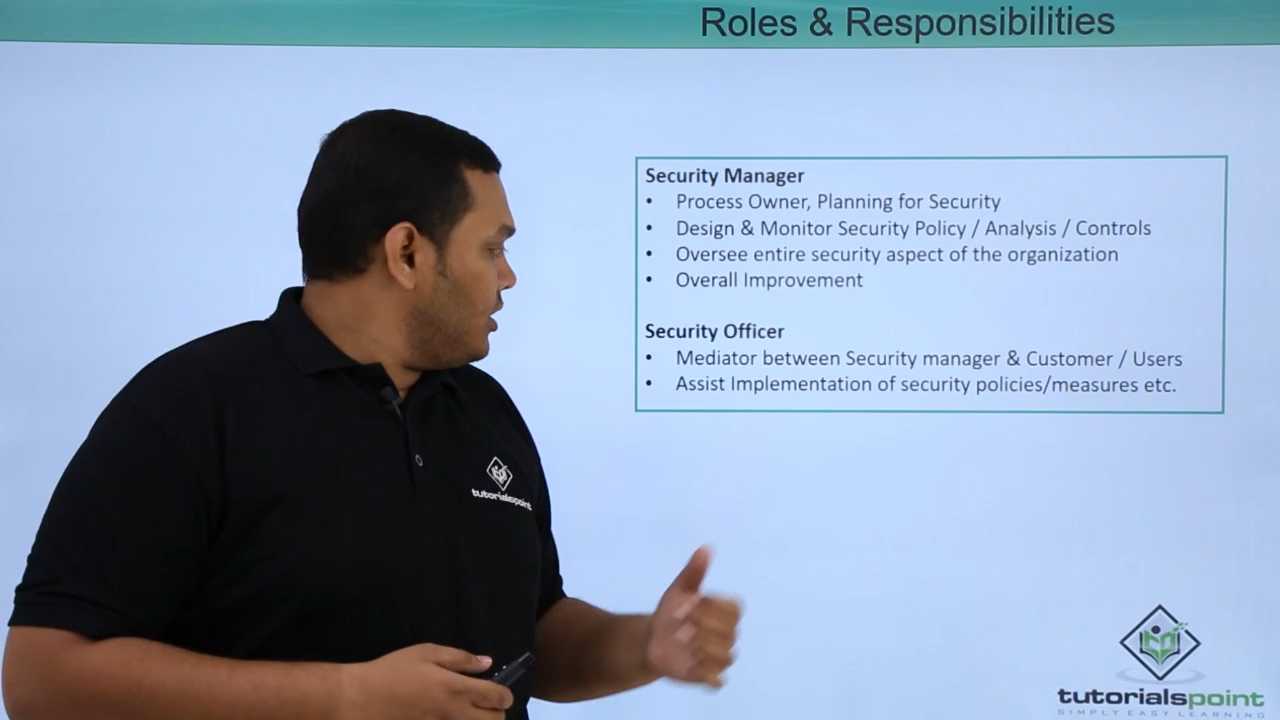 Roles & Responsibilities
Security Manager
• Process Owner, Planning for Security
• Design & Monitor Security Policy / Analysis / Controls
• Oversee entire security aspect of the organization
• Overall Improvement
Security Officer
• Mediator between Security manager & Customer / Users
• Assist Implementation of security policies/measures etc.
tutorialspoint
tutorialspoint
SIMPLY EASY LEARNING